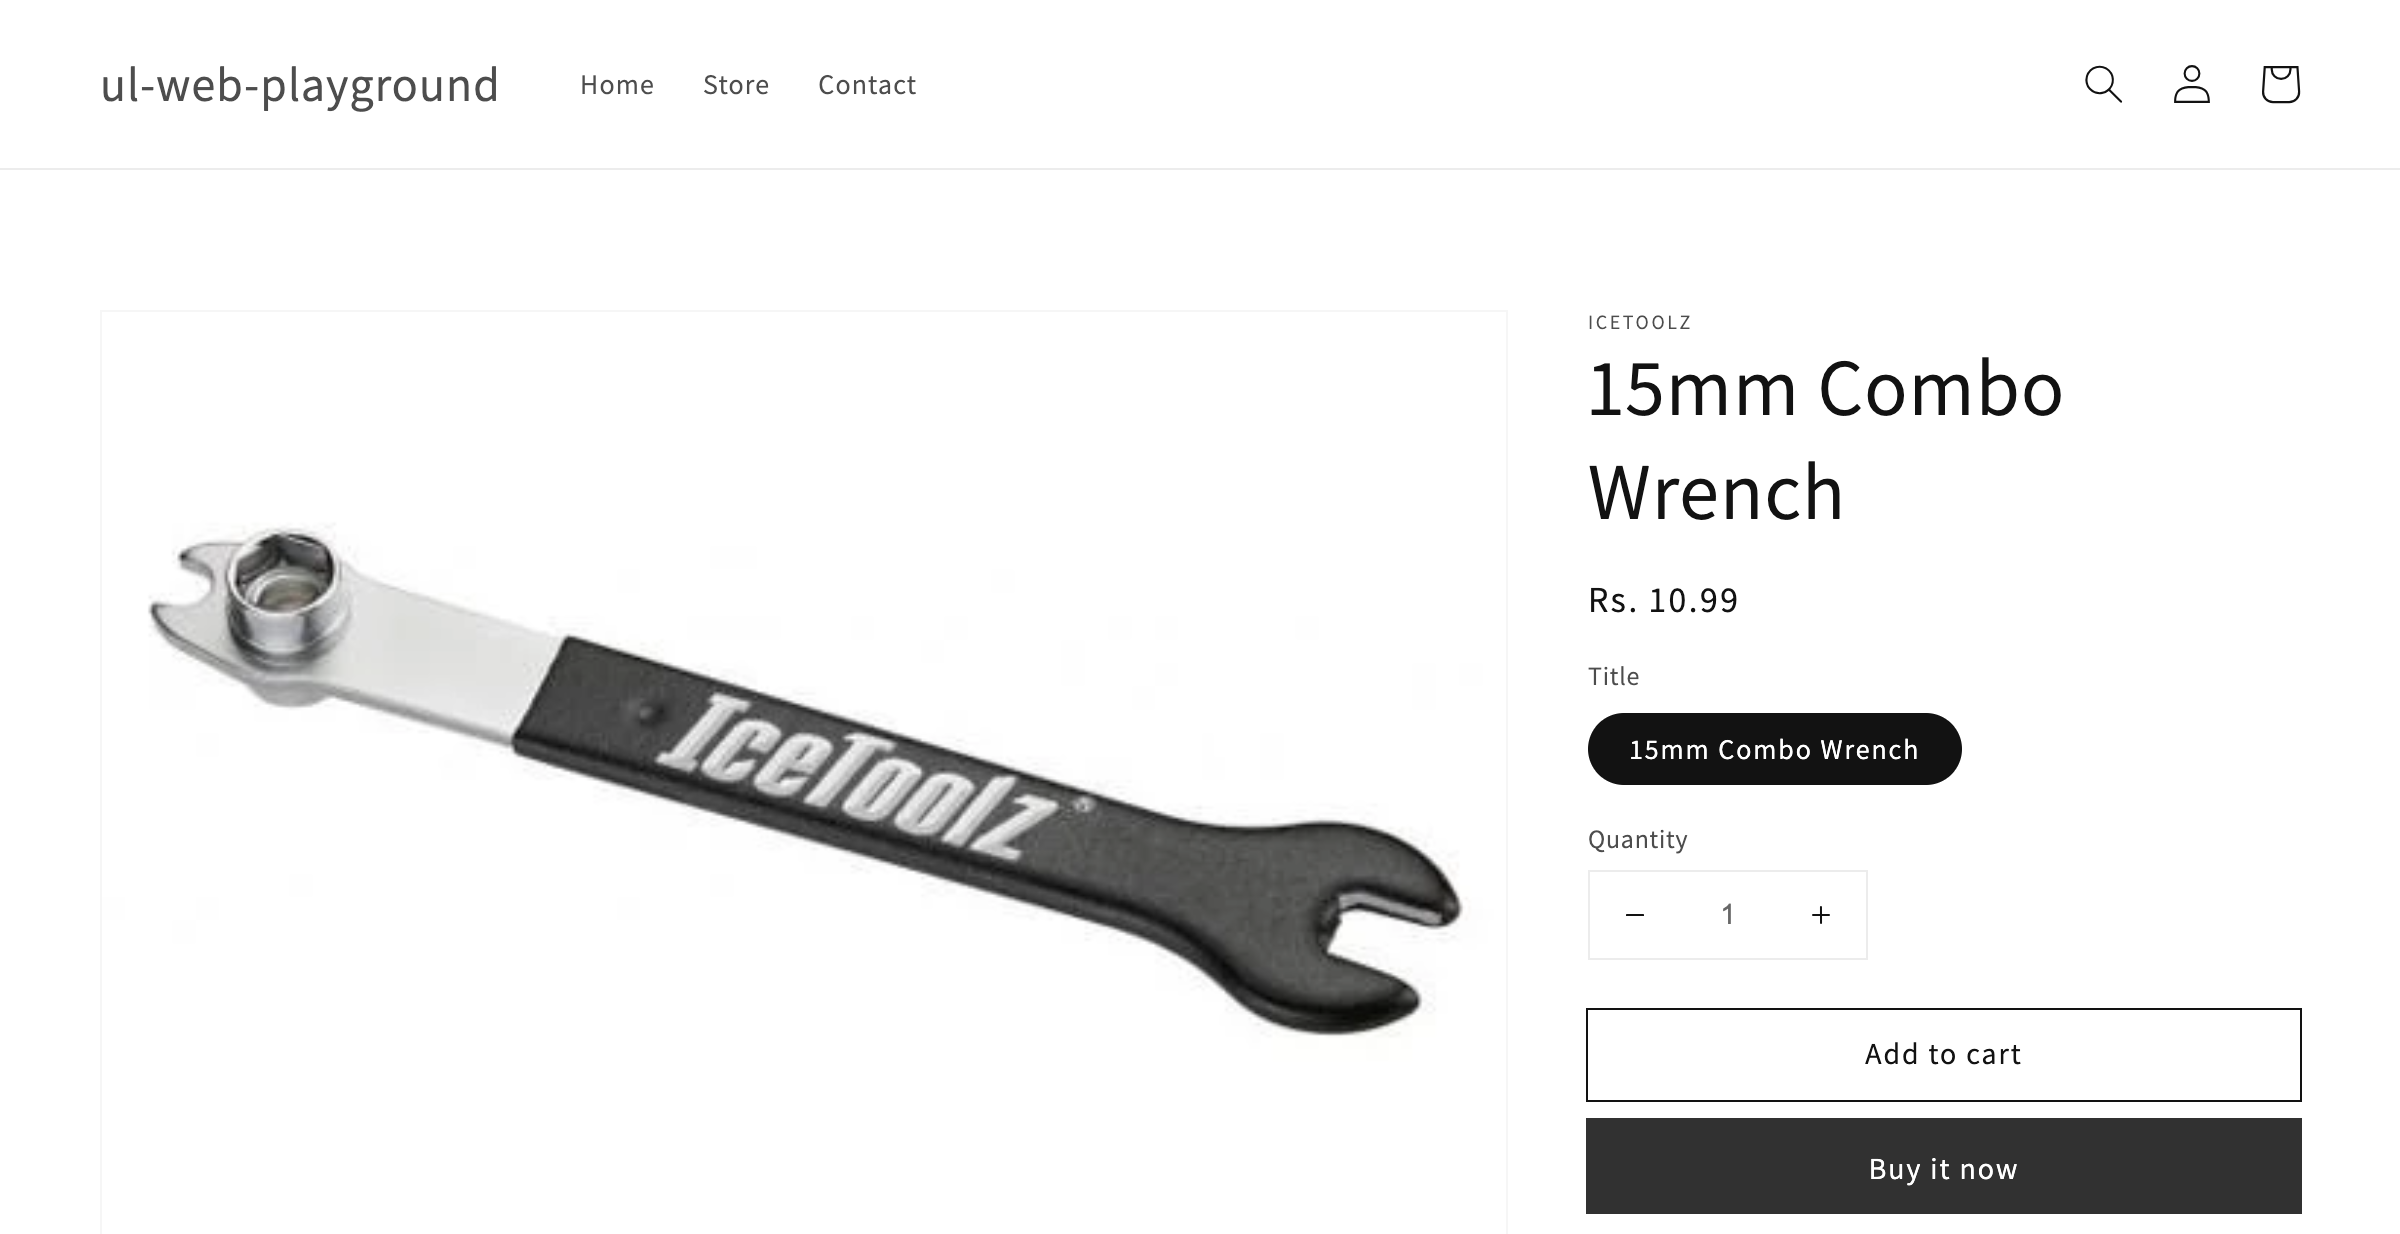 ul-web-playground
Home
Store
Contact
IceToolz®
ICETOOLZ
15mm Combo
Wrench
Rs. 10.99
Title
15mm Combo Wrench
Quantity
− 1 +
Add to cart
Buy it now